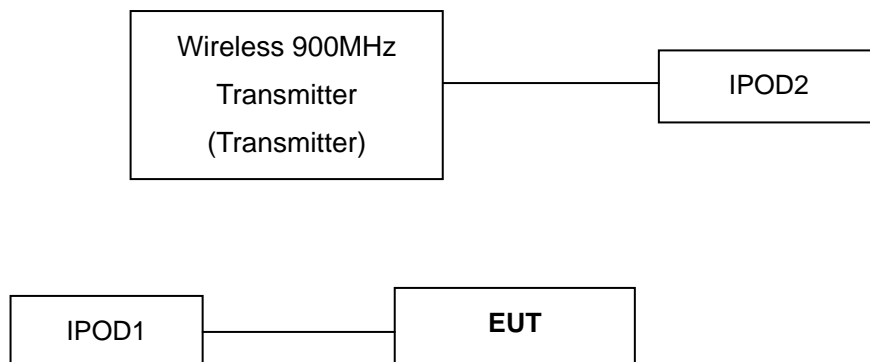 Wireless 900MHz
Transmitter
(Transmitter)
IPOD2
IPOD1
EUT